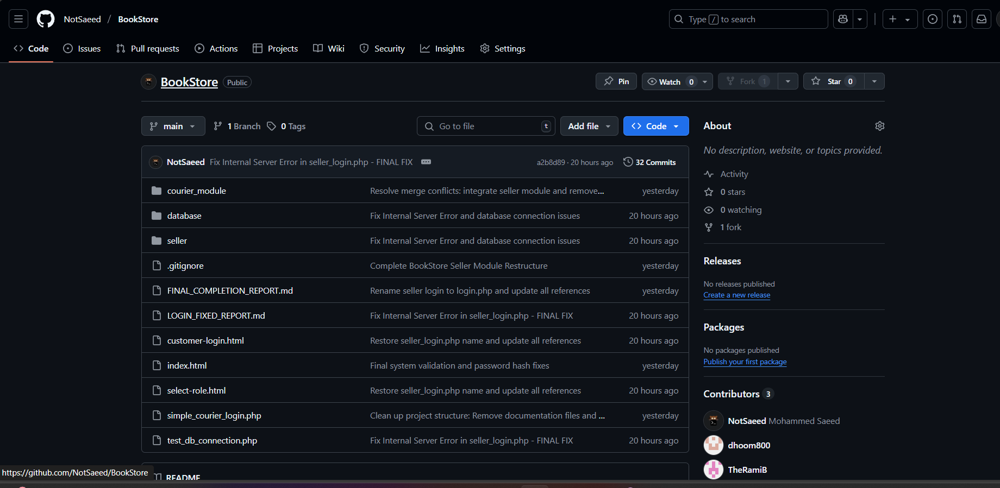 NotSaeed / BookStore
Type / to search
Code
Issues
Pull requests
Actions
Projects
Wiki
Security
Insights
Settings
BookStore Public
Pin
Watch 0
Fork 1
Star 0
main
1 Branch
0 Tags
Go to file t
Add file
Code
NotSaeed Fix Internal Server Error in seller_login.php - FINAL FIX a2b8d89 · 20 hours ago 32 Commits
courier_module Resolve merge conflicts: integrate seller module and remove... yesterday
database Fix Internal Server Error and database connection issues 20 hours ago
seller Fix Internal Server Error and database connection issues 20 hours ago
.gitignore Complete BookStore Seller Module Restructure yesterday
FINAL_COMPLETION_REPORT.md Rename seller login to login.php and update all references yesterday
LOGIN_FIXED_REPORT.md Fix Internal Server Error in seller_login.php - FINAL FIX 20 hours ago
customer-login.html Restore seller_login.php name and update all references 20 hours ago
index.html Final system validation and password hash fixes yesterday
select-role.html Restore seller_login.php name and update all references 20 hours ago
simple_courier_login.php Clean up project structure: Remove documentation files and ... yesterday
test_db_connection.php Fix Internal Server Error in seller_login.php - FINAL FIX 20 hours ago
README
About
No description, website, or topics provided.
Activity
0 stars
0 watching
1 fork
Releases
No releases published
Create a new release
Packages
No packages published
Publish your first package
Contributors 3
NotSaeed Mohammed Saeed
dhoom800
TheRamiB
https://github.com/NotSaeed/BookStore